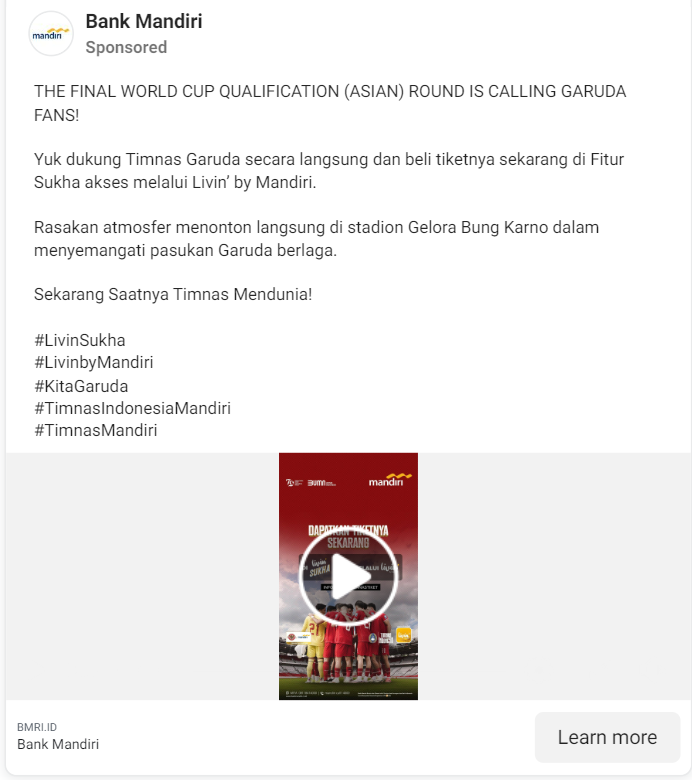 mandiri
Bank Mandiri
Sponsored
THE FINAL WORLD CUP QUALIFICATION (ASIAN) ROUND IS CALLING GARUDA
FANS!
Yuk dukung Timnas Garuda secara langsung dan beli tiketnya sekarang di Fitur
Sukha akses melalui Livin’ by Mandiri.
Rasakan atmosfer menonton langsung di stadion Gelora Bung Karno dalam
menyemangati pasukan Garuda berlaga.
Sekarang Saatnya Timnas Mendunia!
#LivinSukha
#LivinbyMandiri
#KitaGaruda
#TimnasIndonesiaMandiri
#TimnasMandiri
BUMN
mandiri
DAPATKAN TIKETNYA
SEKARANG
SUKHA
BMRI.ID
Bank Mandiri
Learn more